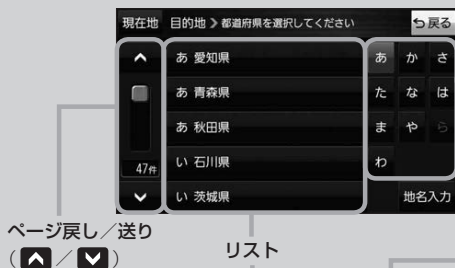 現在地 目的地 》都道府県を選択してください 戻る
あ 愛知県
あ 青森県
あ 秋田県
い 石川県
い 茨城県
47件
あ か さ
た な は
ま や ら
わ
地名入力
ページ戻し／送り
（／）
リスト